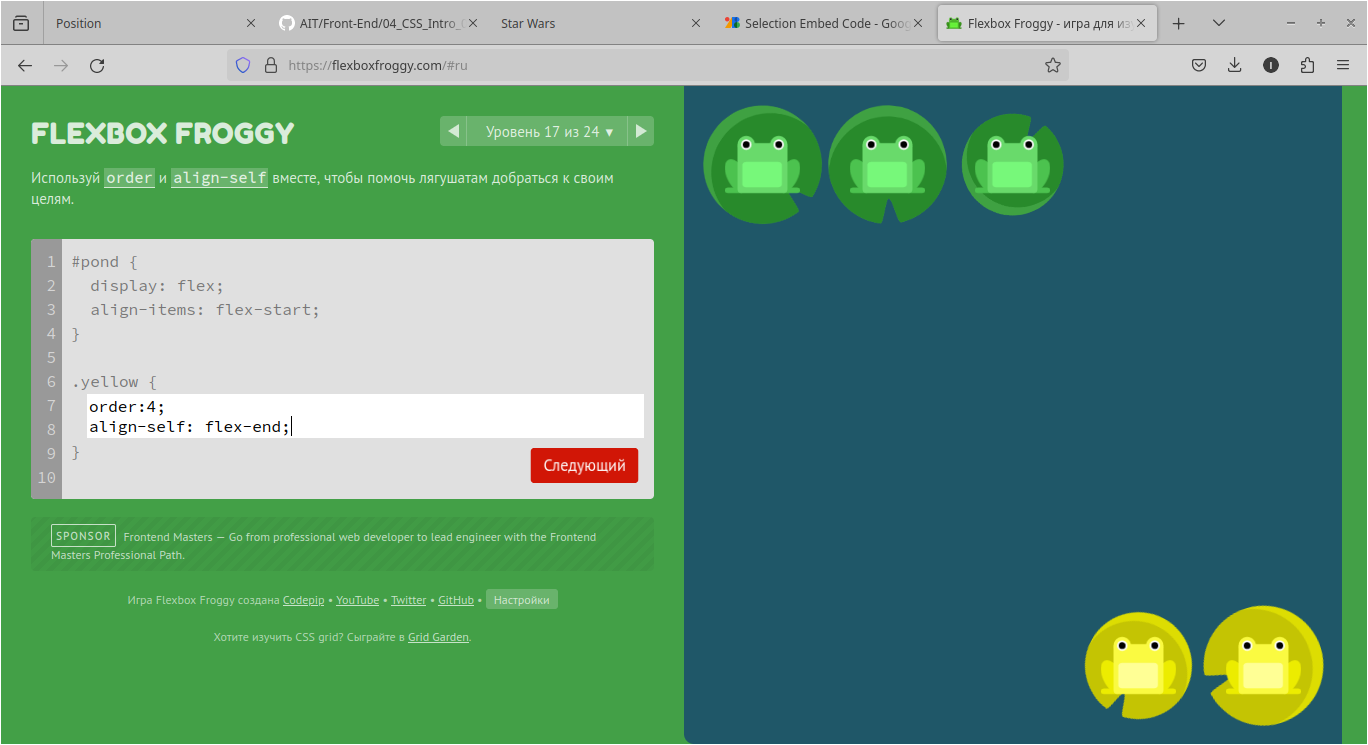 Position
AIT/Front-End/04_CSS_Intro_
Star Wars
Selection Embed Code - Goog
Flexbox Froggy - игра для из
https://flexboxfroggy.com/#ru
FLEXBOX FROGGY
Уровень 17 из 24 ▾
Используй order и align-self вместе, чтобы помочь лягушатам добраться к своим
целям.
1 #pond {
2 display: flex;
3 align-items: flex-start;
4 }
5
6 .yellow {
7 order:4;
8 align-self: flex-end;
9 }
10
Следующий
SPONSOR Frontend Masters — Go from professional web developer to lead engineer with the Frontend
Masters Professional Path.
Игра Flexbox Froggy создана Codepip • YouTube • Twitter • GitHub • Настройки
Хотите изучить CSS grid? Сыграйте в Grid Garden.